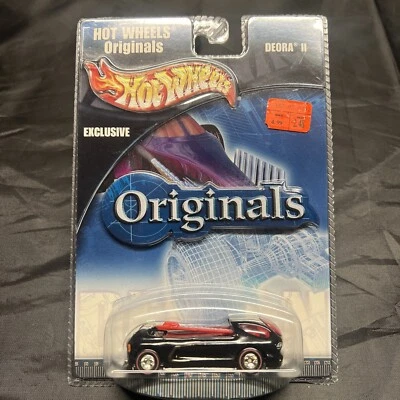 HOT WHEELS
Originals
DEORA® II
Hot Wheels
EXCLUSIVE
Originals